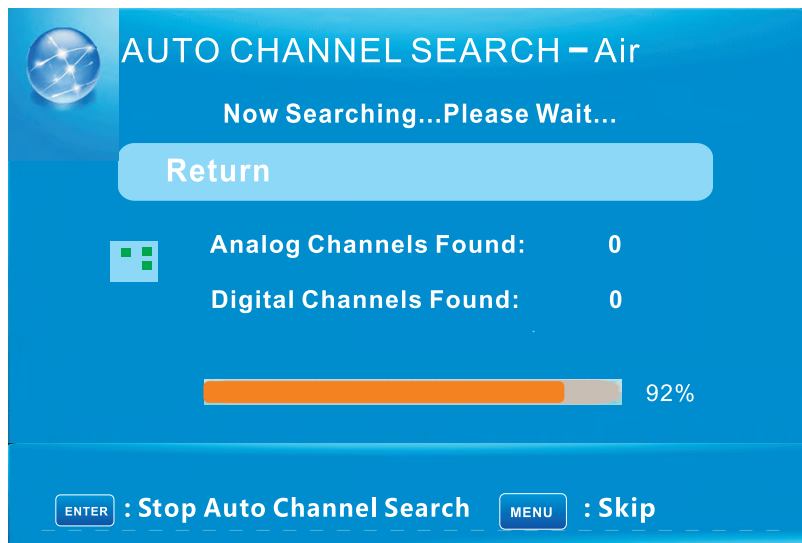 AUTO CHANNEL SEARCH – Air
Now Searching...Please Wait...
Return
Analog Channels Found: 0
Digital Channels Found: 0
92%
ENTER : Stop Auto Channel Search MENU : Skip